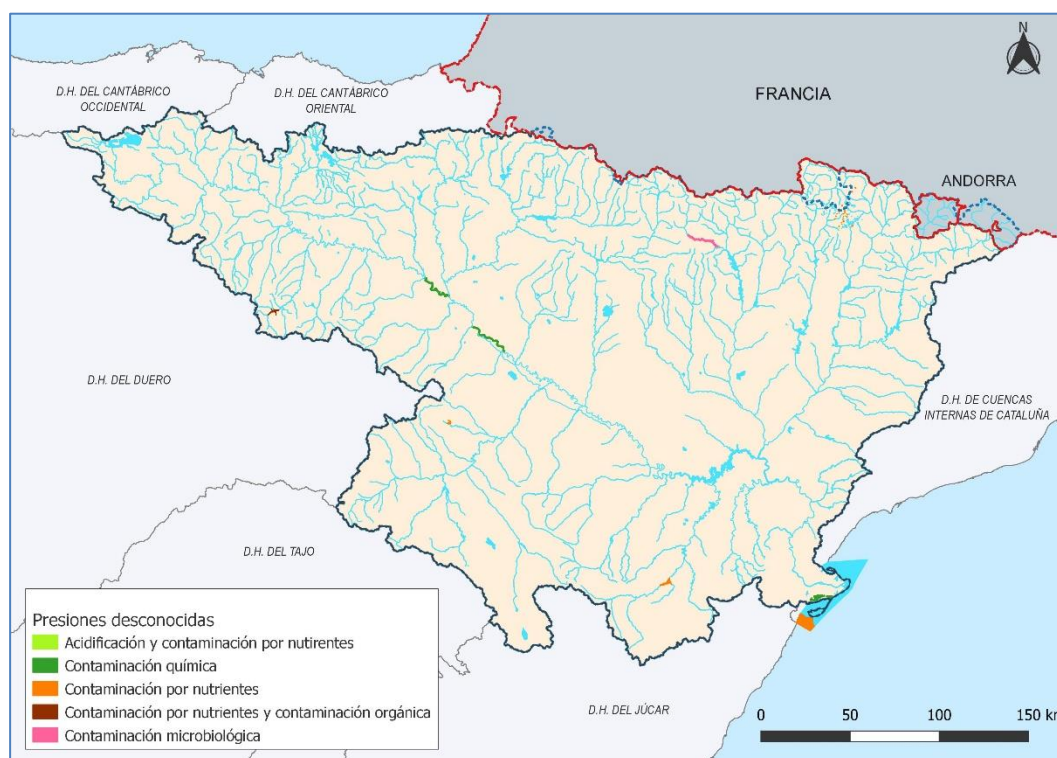 N
D.H. DEL CANTÁBRICO
OCCIDENTAL
D.H. DEL CANTÁBRICO
ORIENTAL
FRANCIA
ANDORRA
D.H. DEL DUERO
D.H. DE CUENCAS
INTERNAS DE CATALUÑA
D.H. DEL TAJO
D.H. DEL JÚCAR
Presiones desconocidas
Acidificación y contaminación por nutirentes
Contaminación química
Contaminación por nutrientes
Contaminación por nutrientes y contaminación orgánica
Contaminación microbiológica
0 50 100 150 km